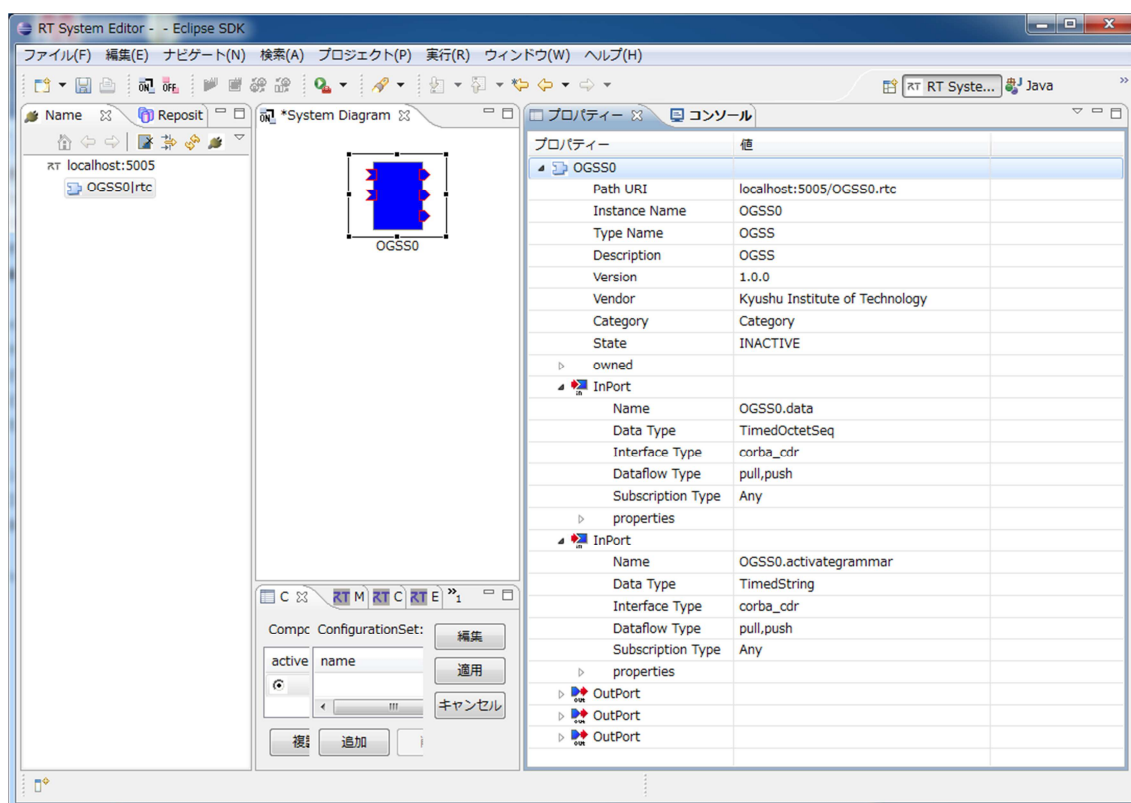 RT System Editor - - Eclipse SDK
ファイル(F) 編集(E) ナビゲート(N) 検索(A) プロジェクト(P) 実行(R) ウィンドウ(W) ヘルプ(H)
ON OFF
RT Syste... Java
Name Reposit
localhost:5005
OGSS0|rtc
*System Diagram
OGSS0
C RT M RT C RT E »1
Compc ConfigurationSet:
編集
active name
適用
キャンセル
追加
プロパティー コンソール
プロパティー 値
OGSS0
Path URI localhost:5005/OGSS0.rtc
Instance Name OGSS0
Type Name OGSS
Description OGSS
Version 1.0.0
Vendor Kyushu Institute of Technology
Category Category
State INACTIVE
owned
InPort
Name OGSS0.data
Data Type TimedOctetSeq
Interface Type corba_cdr
Dataflow Type pull,push
Subscription Type Any
properties
InPort
Name OGSS0.activategrammar
Data Type TimedString
Interface Type corba_cdr
Dataflow Type pull,push
Subscription Type Any
properties
OutPort
OutPort
OutPort